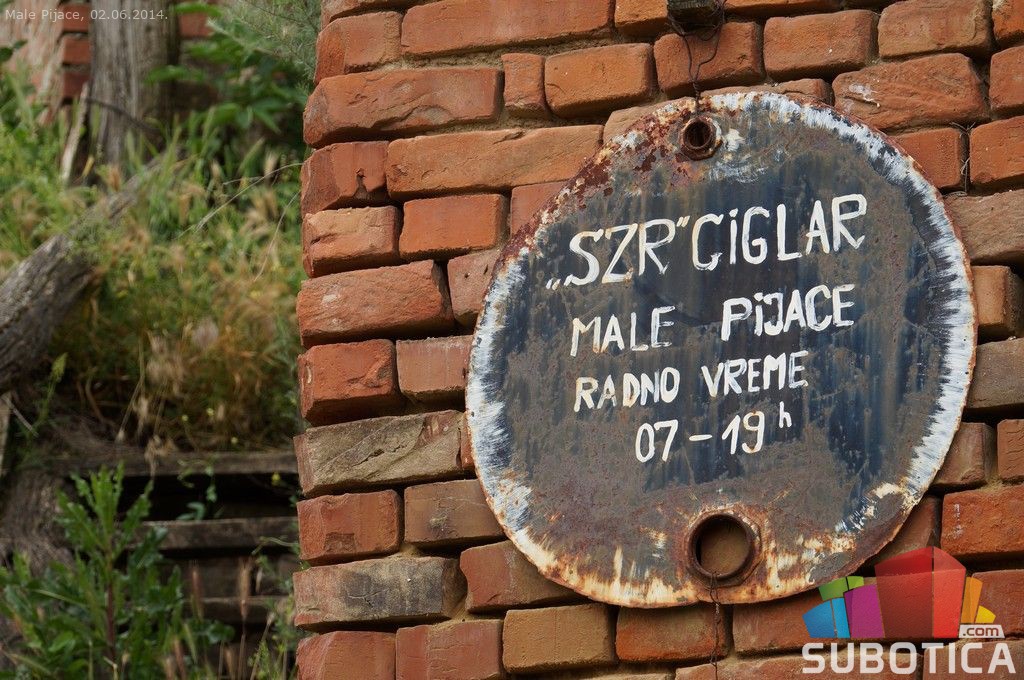 Male Pijace, 02.06.2014.
„SZR" CiGLAR
MALE PiJACE
RADNO VREME
07-19h
.com
SUBOTICA